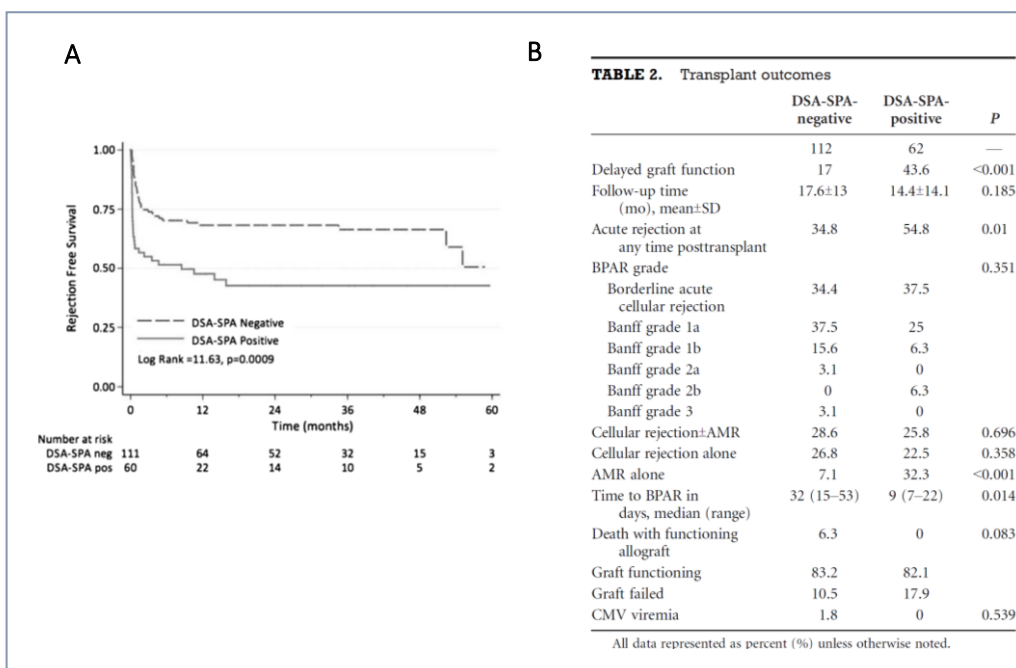 A
B
1.00
0.75
0.50
0.25
0.00
Rejection Free Survival
DSA-SPA Negative
DSA-SPA Positive
Log Rank =11.63, p=0.0009
0 12 24 36 48 60
Time (months)
Number at risk
DSA-SPA neg 111 64 52 32 15 3
DSA-SPA pos 60 22 14 10 5 2
TABLE 2. Transplant outcomes
DSA-SPA- DSA-SPA-
negative positive P
112 62 —
Delayed graft function 17 43.6 <0.001
Follow-up time 17.6±13 14.4±14.1 0.185
(mo), mean±SD
Acute rejection at 34.8 54.8 0.01
any time posttransplant
BPAR grade 0.351
Borderline acute 34.4 37.5
cellular rejection
Banff grade 1a 37.5 25
Banff grade 1b 15.6 6.3
Banff grade 2a 3.1 0
Banff grade 2b 0 6.3
Banff grade 3 3.1 0
Cellular rejection±AMR 28.6 25.8 0.696
Cellular rejection alone 26.8 22.5 0.358
AMR alone 7.1 32.3 <0.001
Time to BPAR in 32 (15–53) 9 (7–22) 0.014
days, median (range)
Death with functioning 6.3 0 0.083
allograft
Graft functioning 83.2 82.1
Graft failed 10.5 17.9
CMV viremia 1.8 0 0.539
All data represented as percent (%) unless otherwise noted.